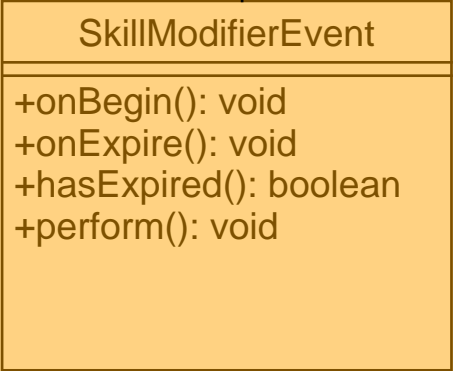 SkillModifierEvent
+onBegin(): void
+onExpire(): void
+hasExpired(): boolean
+perform(): void